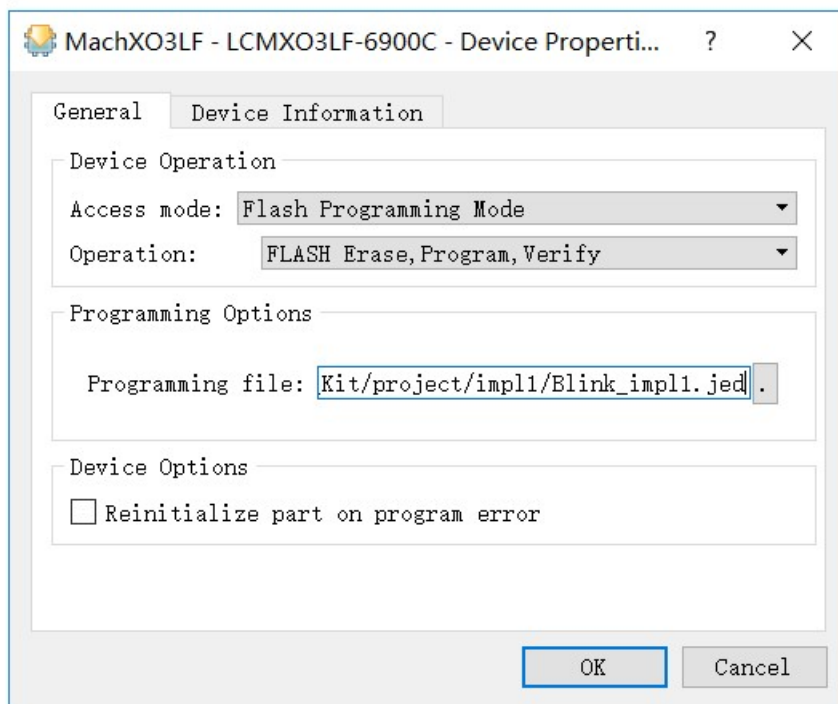 MachXO3LF - LCMXO3LF-6900C - Device Properti... ?
General Device Information
Device Operation
Access mode: Flash Programming Mode
Operation: FLASH Erase,Program,Verify
Programming Options
Programming file: Kit/project/impl1/Blink_impl1.jed .
Device Options
Reinitialize part on program error
OK Cancel